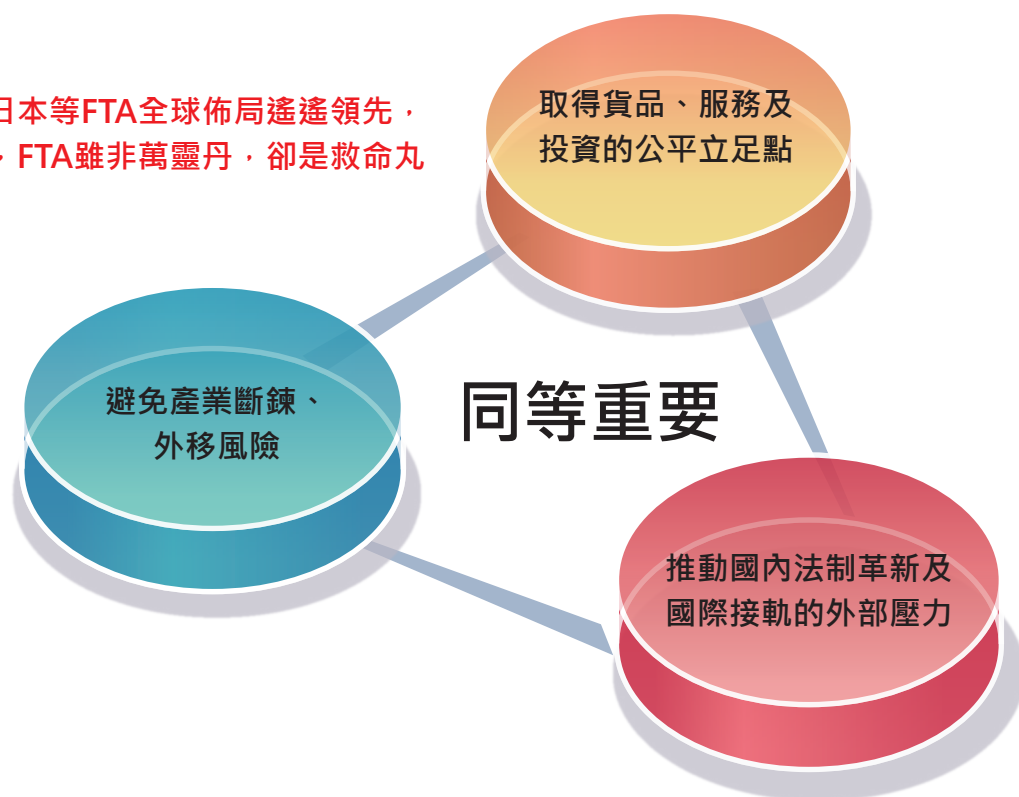 日本等FTA全球佈局遙遙領先，
，FTA雖非萬靈丹，卻是救命丸
取得貨品、服務及
投資的公平立足點
避免產業斷鍊、
外移風險
同等重要
推動國內法制革新及
國際接軌的外部壓力